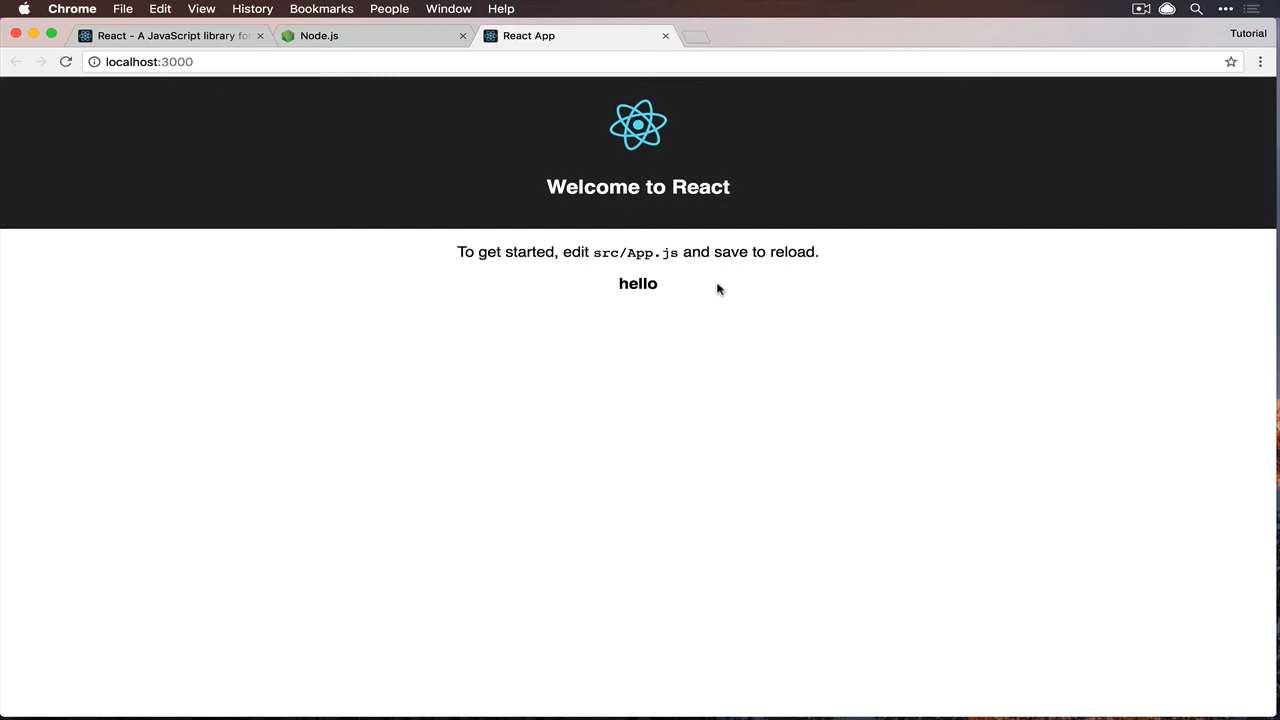 Chrome File Edit View History Bookmarks People Window Help
React - A JavaScript library fo
Node.js
React App
Tutorial
localhost:3000
Welcome to React
To get started, edit src/App.js and save to reload.
hello